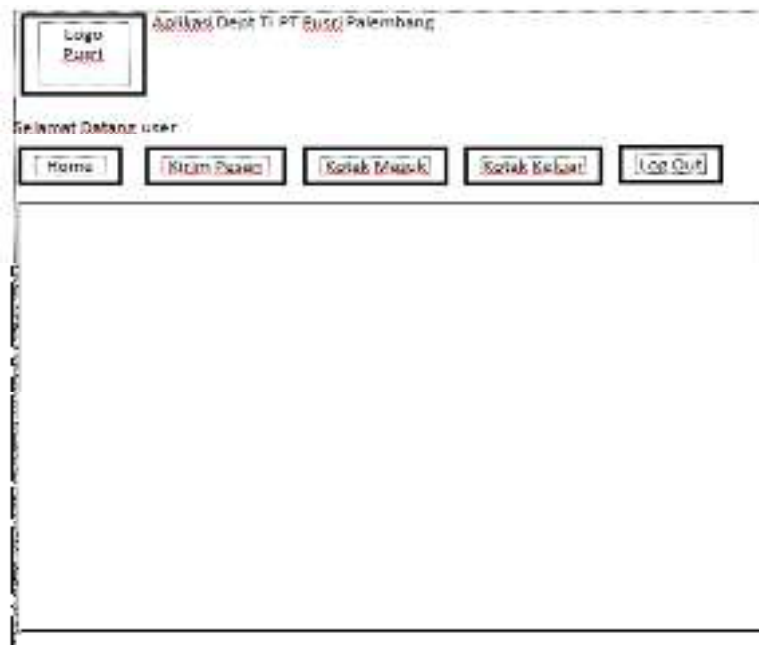 Logo
Pusri
Aplikasi Dept TI PT Pusri Palembang
Selamat Datang user
Home
Kirim Pesan
Kotak Masuk
Kotak Keluar
Log Out